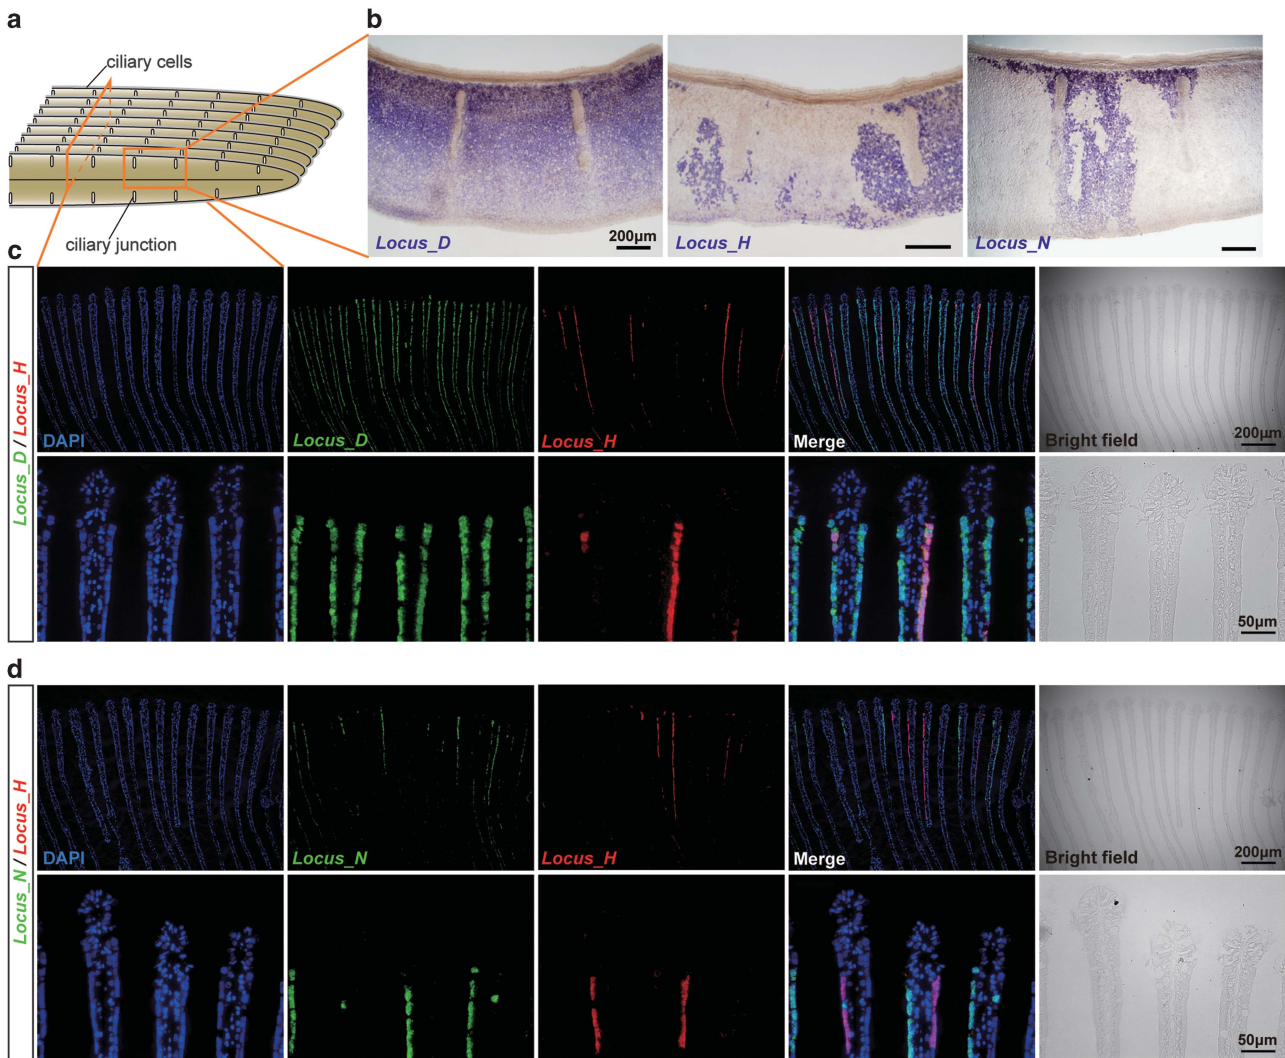 a
ciliary cells
ciliary junction
b
Locus_D
200μm
Locus_H
Locus_N
c
Locus_D / Locus_H
DAPI
Locus_D
Locus_H
Merge
Bright field
200μm
50μm
d
Locus_N / Locus_H
DAPI
Locus_N
Locus_H
Merge
Bright field
200μm
50μm